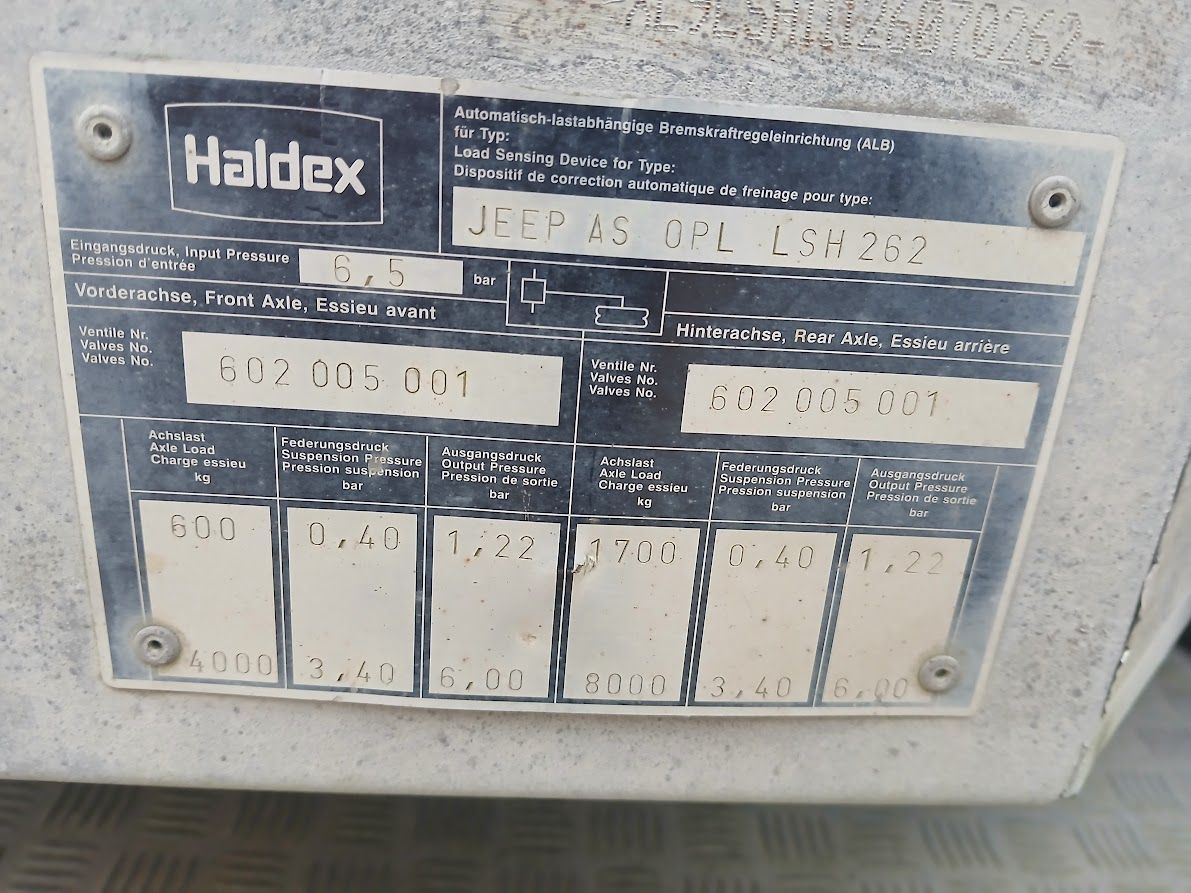 Haldex
Automatisch-lastabhängige Bremskraftregeleinrichtung (ALB)
für Typ:
Load Sensing Device for Type:
Dispositif de correction automatique de freinage pour type:
JEEP AS OPL LSH 262
Eingangsdruck, Input Pressure
Pression d'entrée
6,5
bar
Vorderachse, Front Axle, Essieu avant
Hinterachse, Rear Axle, Essieu arrière
Ventile Nr.
Valves No.
Valves No.
602 005 001
Ventile Nr.
Valves No.
Valves No.
602 005 001
Achslast
Axle Load
Charge essieu
kg
Federungsdruck
Suspension Pressure
Pression suspension
bar
Ausgangsdruck
Output Pressure
Pression de sortie
bar
Achslast
Axle Load
Charge essieu
kg
Federungsdruck
Suspension Pressure
Pression suspension
bar
Ausgangsdruck
Output Pressure
Pression de sortie
bar
600 0,40 1,22 1700 0,40 1,22
4000 3,40 6,00 8000 3,40 6,00